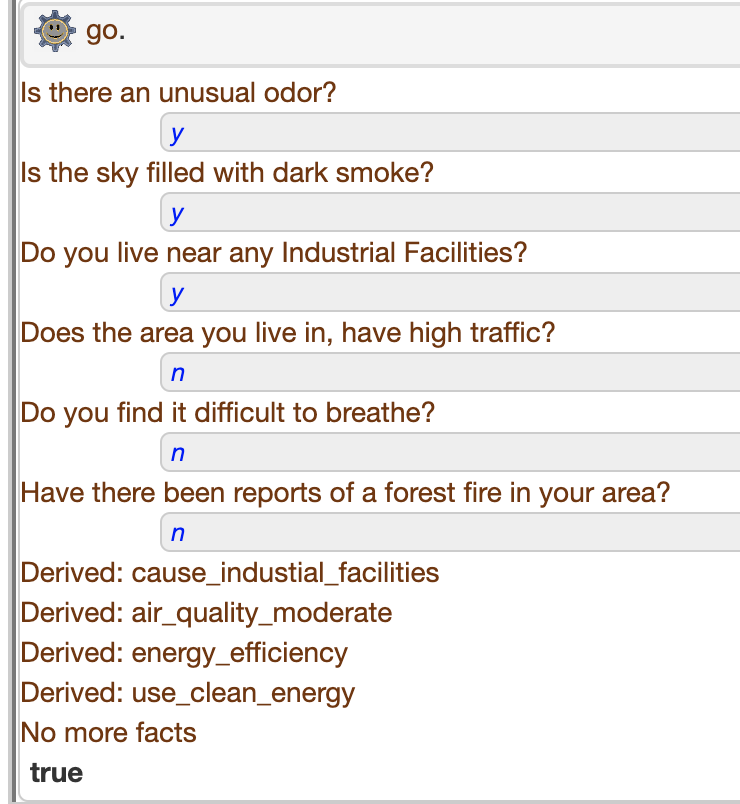 go.
Is there an unusual odor?
y
Is the sky filled with dark smoke?
y
Do you live near any Industrial Facilities?
y
Does the area you live in, have high traffic?
n
Do you find it difficult to breathe?
n
Have there been reports of a forest fire in your area?
n
Derived: cause_industial_facilities
Derived: air_quality_moderate
Derived: energy_efficiency
Derived: use_clean_energy
No more facts
true